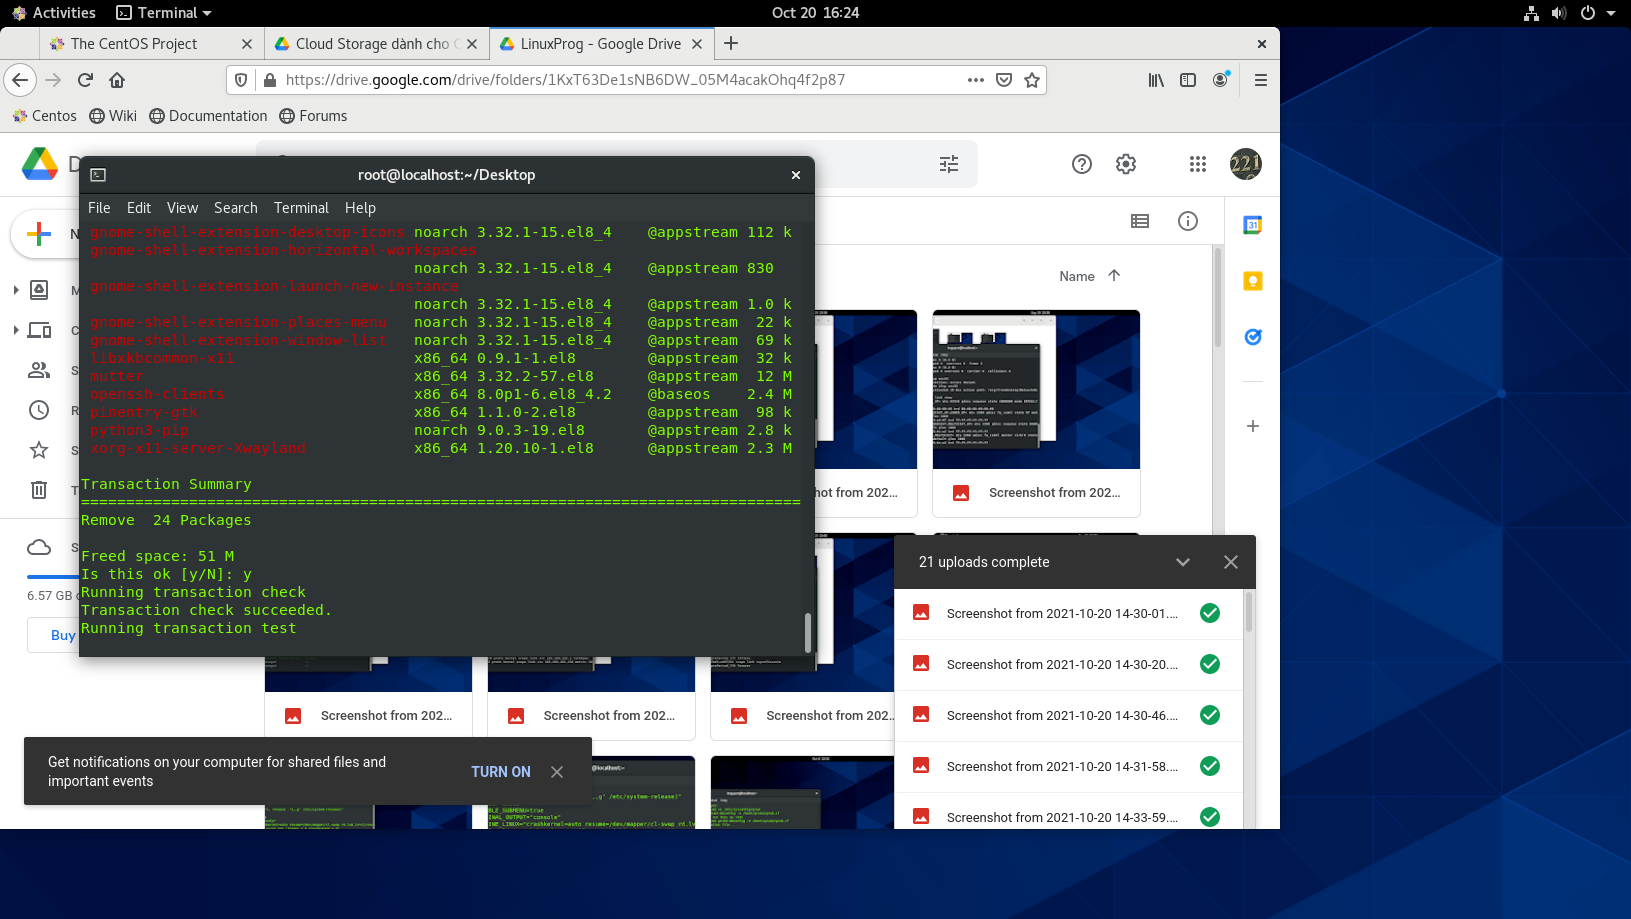 Activities
Terminal
Oct 20 16:24
The CentOS Project
Cloud Storage dành cho
LinuxProg - Google Drive
https://drive.google.com/drive/folders/1KxT63De1sNB6DW_05M4acakOhq4f2p87
Centos
Wiki
Documentation
Forums
221
root@localhost:~/Desktop
File Edit View Search Terminal Help
gnome-shell-extension-desktop-icons noarch 3.32.1-15.el8_4 @appstream 112 k
gnome-shell-extension-horizontal-workspaces
noarch 3.32.1-15.el8_4 @appstream 830
gnome-shell-extension-launch-new-instance
noarch 3.32.1-15.el8_4 @appstream 1.0 k
gnome-shell-extension-places-menu noarch 3.32.1-15.el8_4 @appstream 22 k
gnome-shell-extension-window-list noarch 3.32.1-15.el8_4 @appstream 69 k
libxkbcommon-x11 x86_64 0.9.1-1.el8 @appstream 32 k
mutter x86_64 3.32.2-57.el8 @appstream 12 M
openssh-clients x86_64 8.0p1-6.el8_4.2 @baseos 2.4 M
pinentry-gtk x86_64 1.1.0-2.el8 @appstream 98 k
python3-pip noarch 9.0.3-19.el8 @appstream 2.8 k
xorg-x11-server-Xwayland x86_64 1.20.10-1.el8 @appstream 2.3 M
Transaction Summary
================================================================================
Remove 24 Packages
Freed space: 51 M
Is this ok [y/N]: y
Running transaction check
Transaction check succeeded.
Running transaction test
Name
31
6.57 GB
Buy
hot from 202...
Screenshot from 202...
Screenshot from 202...
Screenshot from 202...
Screenshot from 202...
21 uploads complete
Screenshot from 2021-10-20 14-30-01....
Screenshot from 2021-10-20 14-30-20....
Screenshot from 2021-10-20 14-30-46....
Screenshot from 2021-10-20 14-31-58....
Screenshot from 2021-10-20 14-33-59....
Get notifications on your computer for shared files and
important events
TURN ON